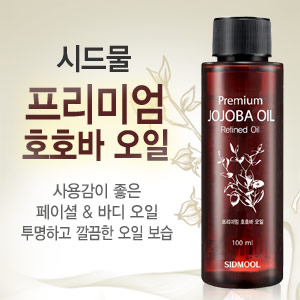 시드물
프리미엄
호호바 오일
사용감이 좋은
페이셜 & 바디 오일
투명하고 깔끔한 오일 보습
Premium
JOJOBA OIL
Refined Oil
프리미엄 호호바 오일
100 ml
SIDMOOL